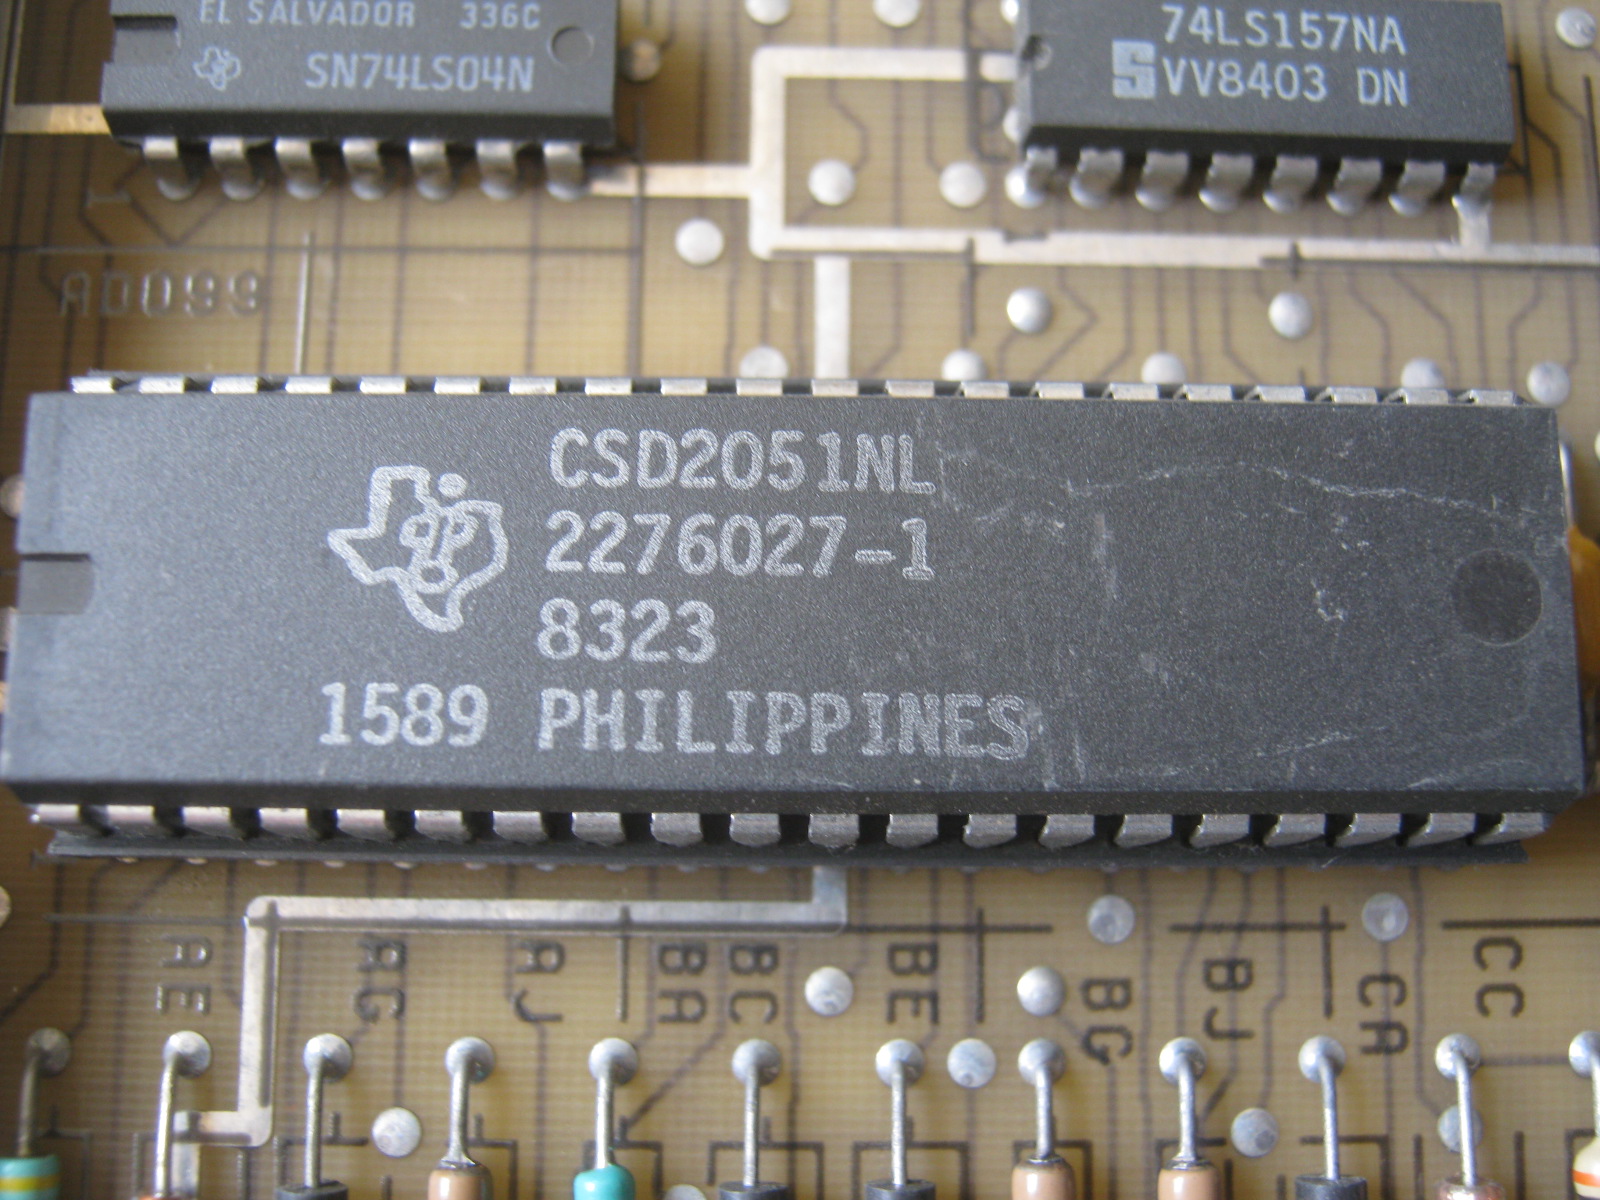 EL SALVADOR 336C
SN74LS04N
74LS157NA
S VV8403 DN
ADD99
CSD2051NL
2276027-1
8323
1589 PHILIPPINES
AE AG AJ BA BC BE BG BJ CA CC